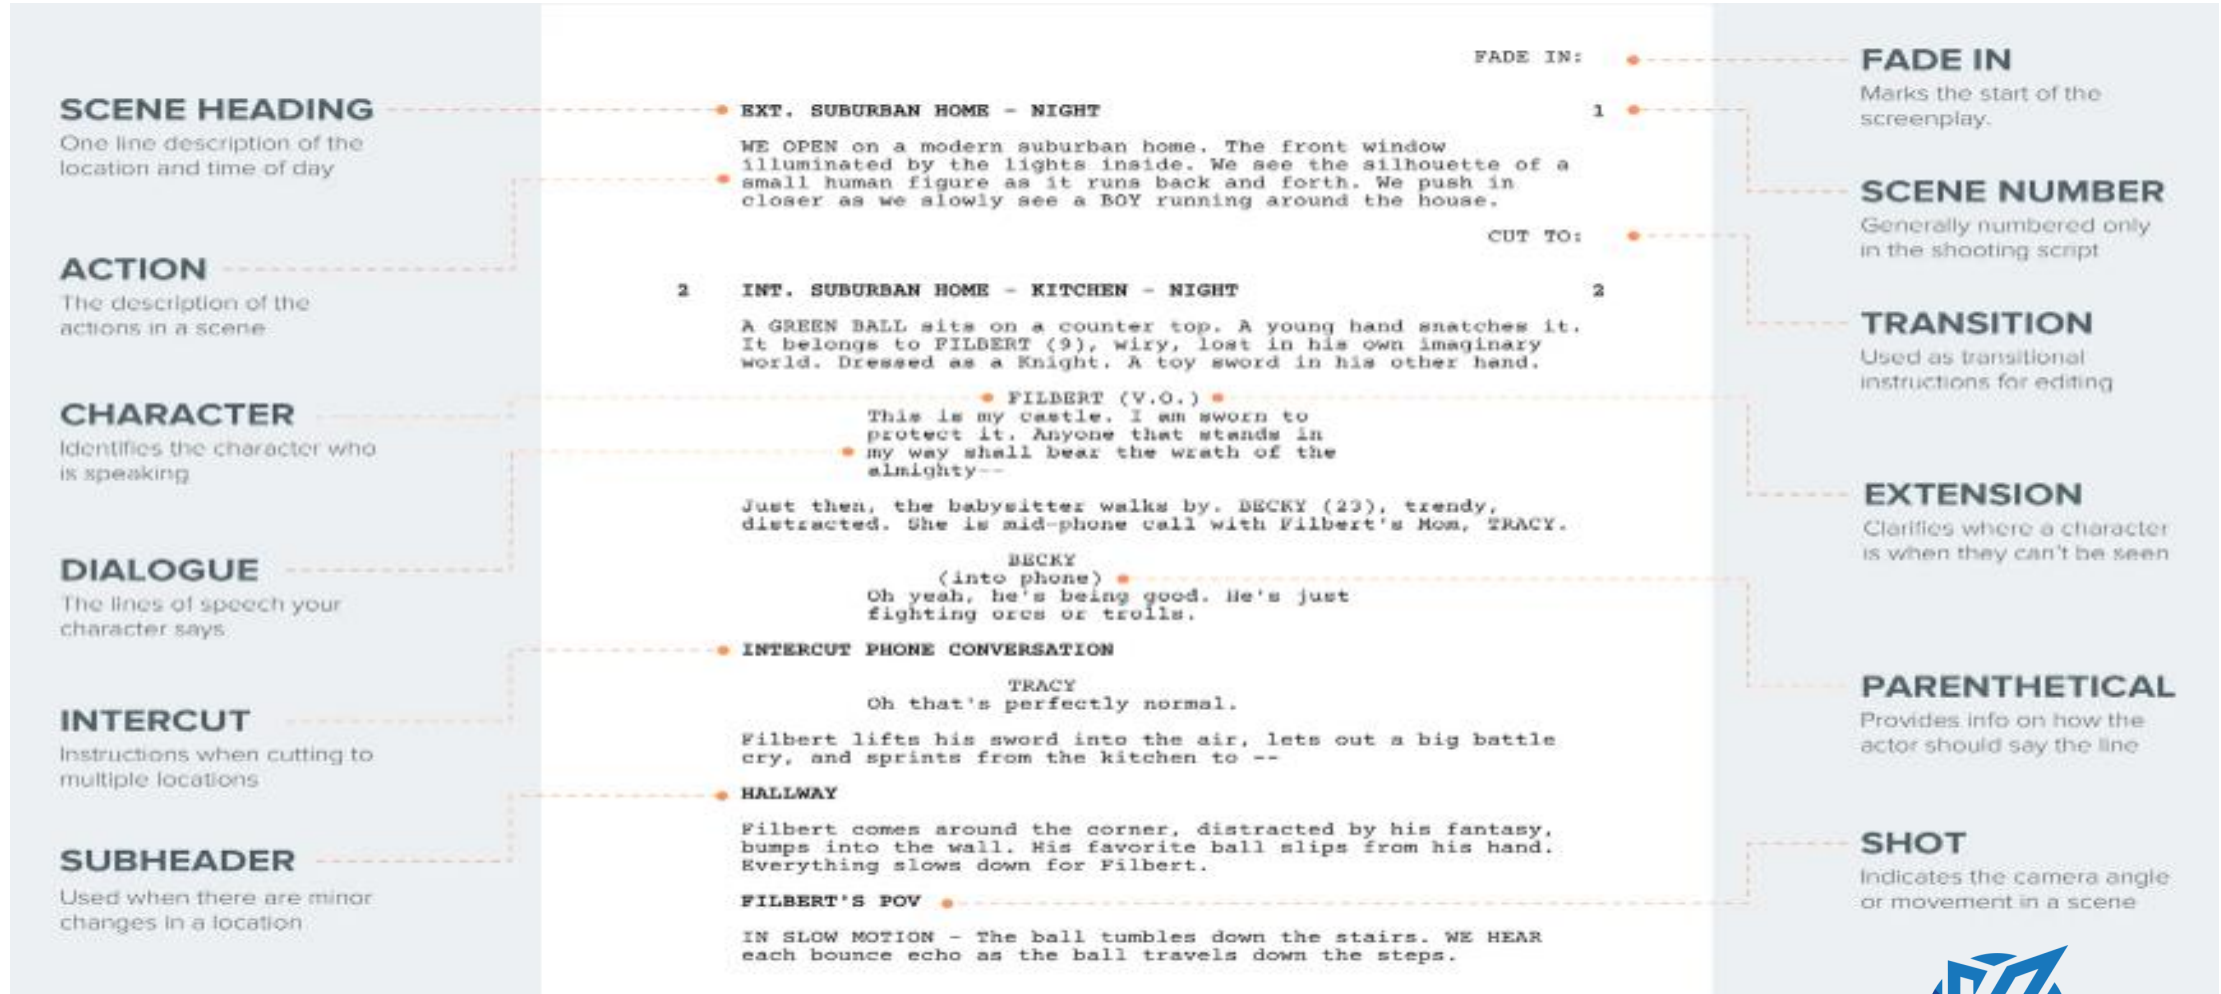 SCENE HEADING
One line description of the
location and time of day
ACTION
The description of the
actions in a scene
CHARACTER
Identifies the character who
is speaking
DIALOGUE
The lines of speech your
character says
INTERCUT
Instructions when cutting to
multiple locations
SUBHEADER
Used when there are minor
changes in a location
FADE IN:
EXT. SUBURBAN HOME - NIGHT 1
WE OPEN on a modern suburban home. The front window
illuminated by the lights inside. We see the silhouette of a
small human figure as it runs back and forth. We push in
closer as we slowly see a BOY running around the house.
CUT TO:
2 INT. SUBURBAN HOME - KITCHEN - NIGHT 2
A GREEN BALL sits on a counter top. A young hand snatches it.
It belongs to FILBERT (9), wiry, lost in his own imaginary
world. Dressed as a Knight. A toy sword in his other hand.
FILBERT (V.O.)
This is my castle. I am sworn to
protect it. Anyone that stands in
my way shall bear the wrath of the
almighty--
Just then, the babysitter walks by. BECKY (23), trendy,
distracted. She is mid-phone call with Filbert's Mom, TRACY.
BECKY
(into phone)
Oh yeah, he's being good. He's just
fighting orcs or trolls.
INTERCUT PHONE CONVERSATION
TRACY
Oh that's perfectly normal.
Filbert lifts his sword into the air, lets out a big battle
cry, and sprints from the kitchen to --
HALLWAY
Filbert comes around the corner, distracted by his fantasy,
bumps into the wall. His favorite ball slips from his hand.
Everything slows down for Filbert.
FILBERT'S POV
IN SLOW MOTION - The ball tumbles down the stairs. WE HEAR
each bounce echo as the ball travels down the steps.
FADE IN
Marks the start of the
screenplay.
SCENE NUMBER
Generally numbered only
in the shooting script
TRANSITION
Used as transitional
instructions for editing
EXTENSION
Clarifies where a character
is when they can't be seen
PARENTHETICAL
Provides info on how the
actor should say the line
SHOT
Indicates the camera angle
or movement in a scene